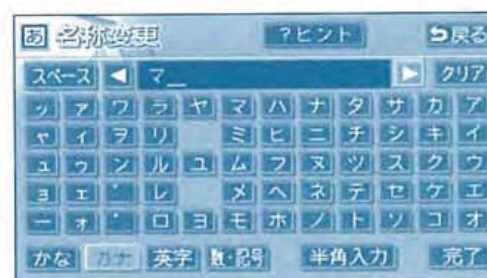 あ 名称変更 ?ヒント 戻る
スペース ◀ マ_ ▶ クリア
ッ ァ ワ ラ ヤ マ ハ ナ タ サ カ ア
ャ ィ ヲ リ ミ ヒ ニ チ シ キ イ
ュ ゥ ン ル ユ ム フ ヌ ツ ス ク ウ
ョ ェ ゛ レ メ ヘ ネ テ セ ケ エ
ー ォ ゜ ロ ヨ モ ホ ノ ト ソ コ オ
かな カナ 英字 数・記号 半角入力 完了